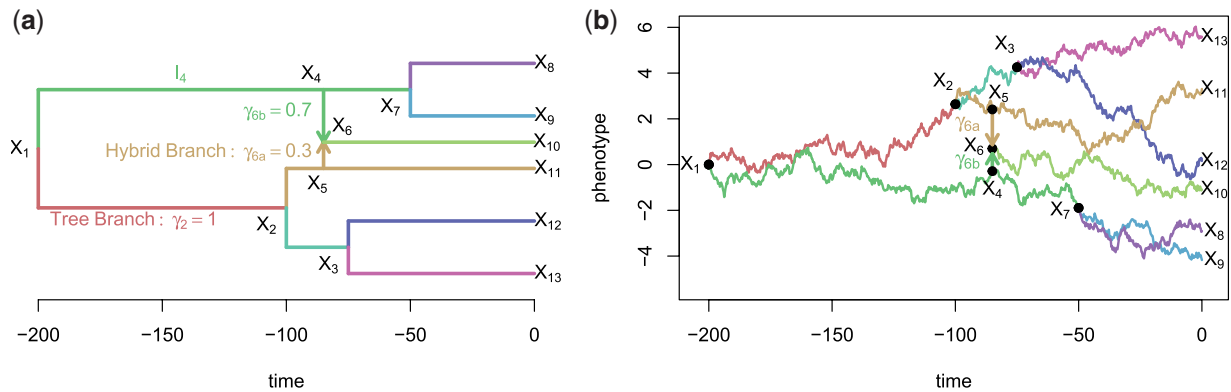 (a)
l₄
X₄
X₈
γ₆b = 0.7
X₇
X₆
X₉
X₁
Hybrid Branch : γ₆a = 0.3
X₁₀
X₅
X₁₁
Tree Branch : γ₂ = 1
X₂
X₁₂
X₃
X₁₃
−200 −150 −100 −50 0
time
(b)
6
4
2
0
−2
−4
phenotype
X₃
X₁₃
X₂
X₅
X₁₁
γ₆a
X₁
X₆
γ₆b
X₁₂
X₄
X₁₀
X₇
X₈
X₉
−200 −150 −100 −50 0
time